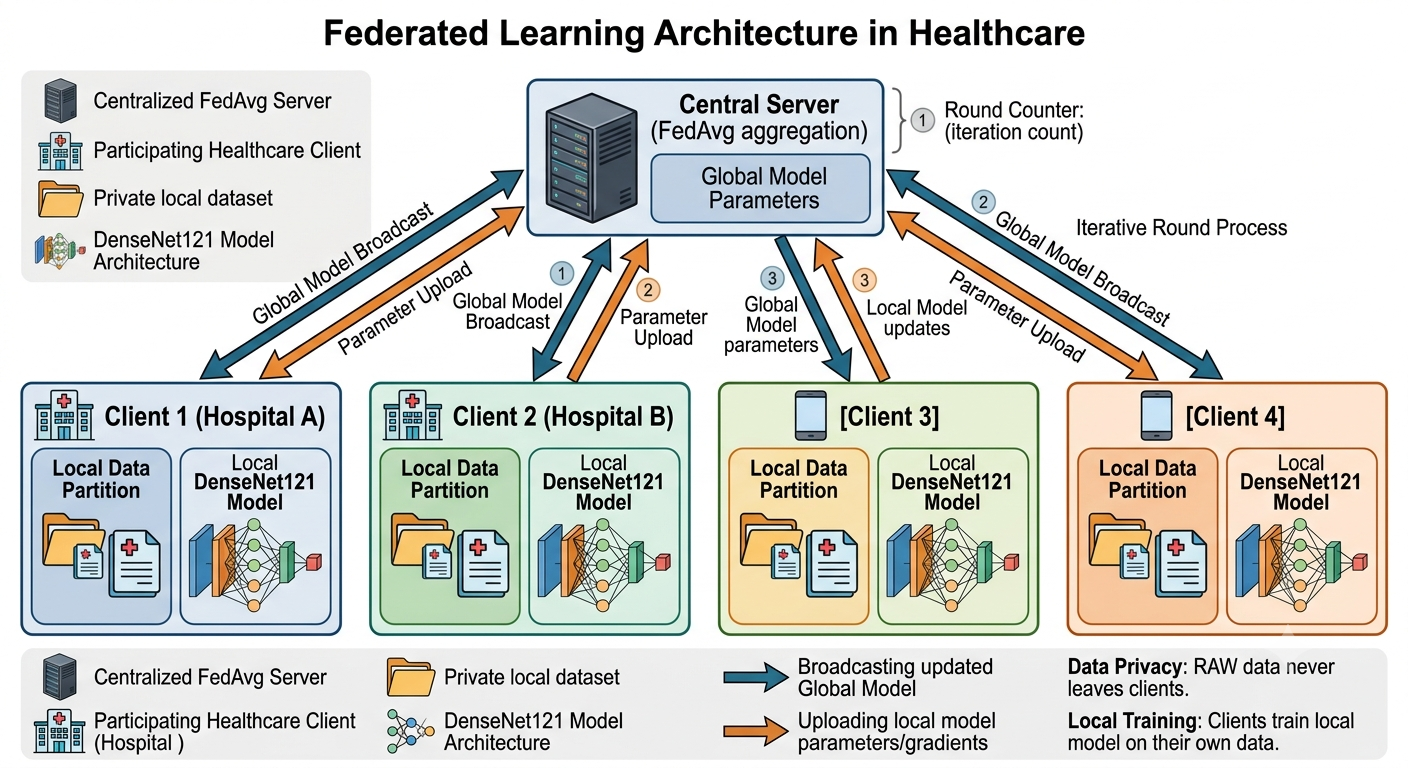 Federated Learning Architecture in Healthcare
Centralized FedAvg Server
Participating Healthcare Client
Private local dataset
DenseNet121 Model
Architecture
Central Server
(FedAvg aggregation)
Global Model
Parameters
1
Round Counter:
(iteration count)
Iterative Round Process
Global Model Broadcast
Parameter Upload
1
Global Model
Broadcast
2
Parameter
Upload
3
Global
Model
parameters
3
Local Model
updates
2
Global Model Broadcast
Parameter Upload
Client 1 (Hospital A)
Local Data
Partition
Local
DenseNet121
Model
Client 2 (Hospital B)
Local Data
Partition
Local
DenseNet121
Model
[Client 3]
Local Data
Partition
Local
DenseNet121
Model
[Client 4]
Local Data
Partition
Local
DenseNet121
Model
Centralized FedAvg Server
Participating Healthcare Client
(Hospital )
Private local dataset
DenseNet121 Model
Architecture
Broadcasting updated
Global Model
Uploading local model
parameters/gradients
Data Privacy: RAW data never
leaves clients.
Local Training: Clients train local
model on their own data.